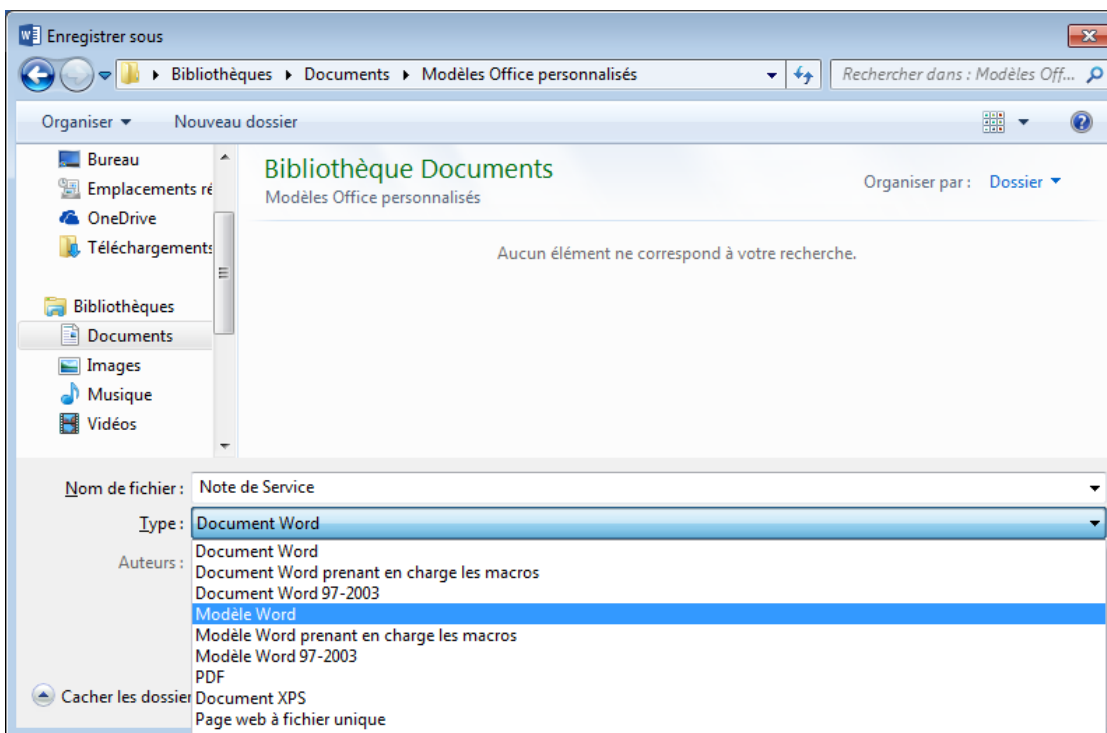 Enregistrer sous
Bibliothèques Documents Modèles Office personnalisés Rechercher dans : Modèles Off...
Organiser Nouveau dossier
Bureau
Emplacements ré
OneDrive
Téléchargements
Bibliothèques
Documents
Images
Musique
Vidéos
Bibliothèque Documents
Modèles Office personnalisés
Organiser par : Dossier
Aucun élément ne correspond à votre recherche.
Nom de fichier : Note de Service
Type : Document Word
Auteurs :
Document Word
Document Word prenant en charge les macros
Document Word 97-2003
Modèle Word
Modèle Word prenant en charge les macros
Modèle Word 97-2003
PDF
Document XPS
Page web à fichier unique
Cacher les dossier